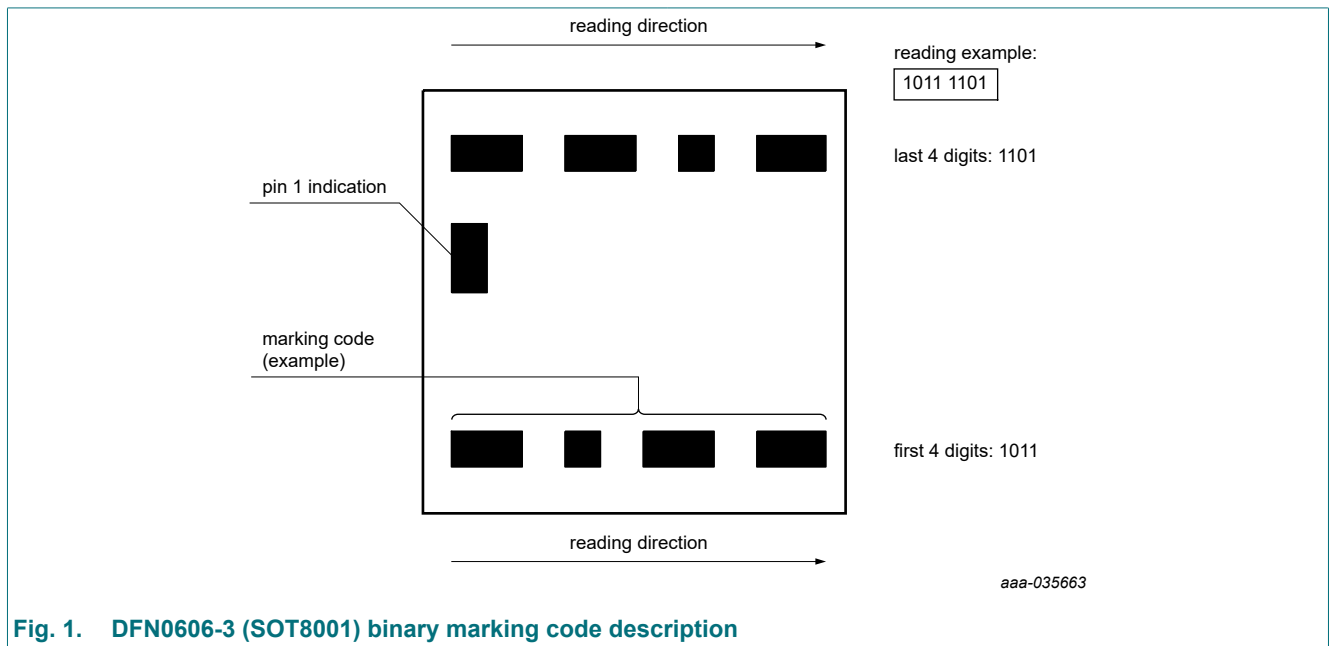 reading direction
reading example:
1011 1101
last 4 digits: 1101
pin 1 indication
marking code
(example)
first 4 digits: 1011
reading direction
aaa-035663
Fig. 1. DFN0606-3 (SOT8001) binary marking code description